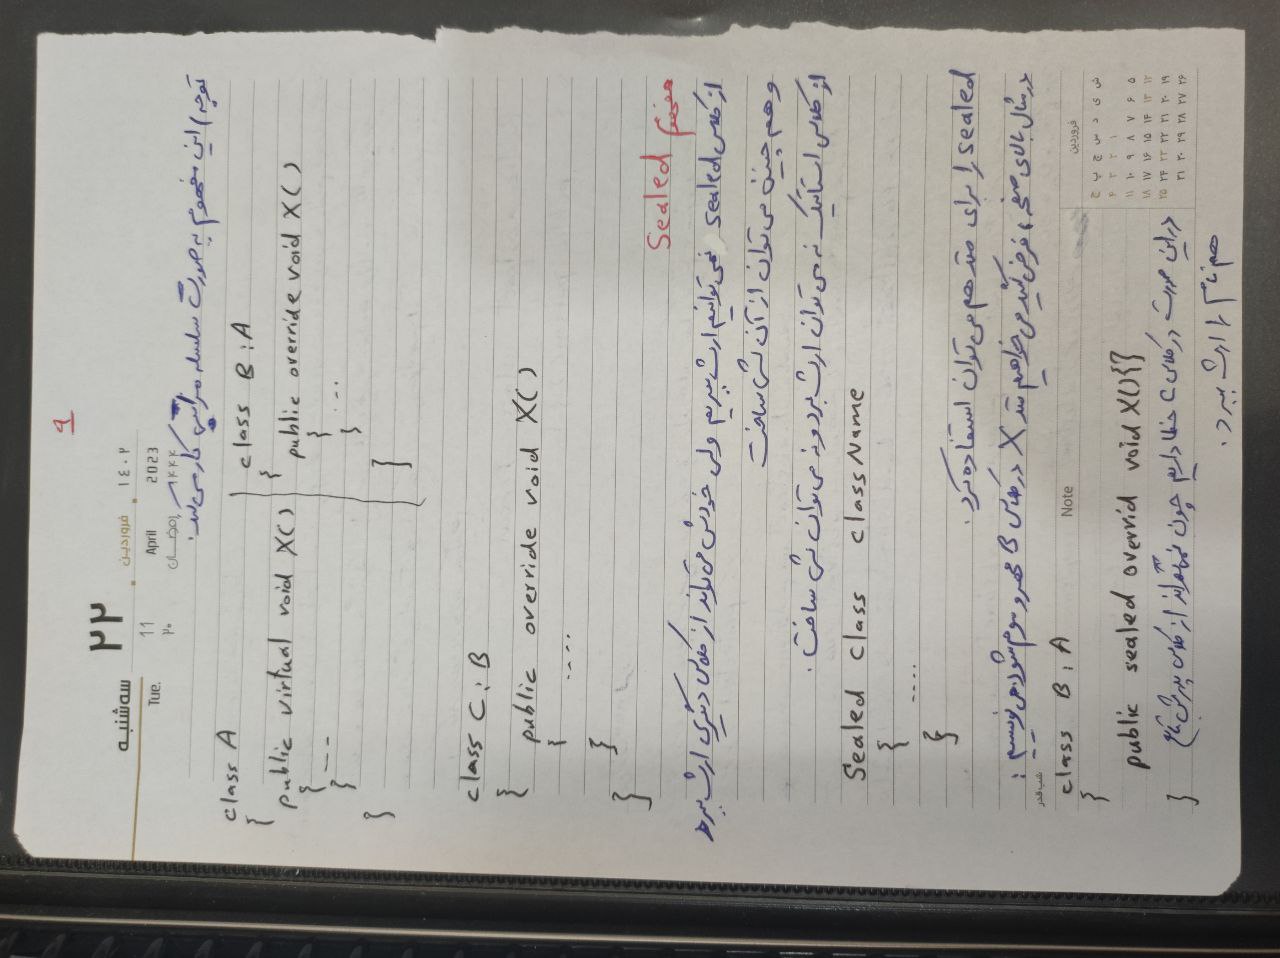 ۹
سه‌شنبه ۲۲ فروردین ۱۴۰۲
Tue. 11 April 2023
۲۰ رمضان ۱۴۴۴
توجه) این مفهوم به صورت سلسله مراتبی کار می‌کند.
class A
{
public virtual void X()
{ ---
}
}
class B : A
{
public override void X()
{
...
}
}
class C : B
{
public override void X()
{ ....
}
}
مفهوم Sealed
از کلاس sealed نمی‌توانیم ارث ببریم ولی خودش می‌تواند از کلاس دیگری ارث ببرد
و هم چنین می‌توان از آن شی ساخت
از کلاس استاتیک نه می‌توان ارث برد و نه می‌توان شی ساخت.
Sealed class className
{
....
}
sealed را برای متد هم می‌توان استفاده کرد.
در مثال بالای صفحه، فرض کنید می‌خواهیم متد X در کلاس B مهر و موم شود. می‌نویسیم:
شب قدر
class B : A
Note
{
public sealed overrid void X(){}
}
در این صورت در کلاس C خطا داریم چون نمی‌تواند از کلاس پدرش تابع
هم نام را ارث ببرد.
فروردین
ش ی د س چ پ ج
۱ ۲ ۳ ۴
۵ ۶ ۷ ۸ ۹ ۱۰ ۱۱
۱۲ ۱۳ ۱۴ ۱۵ ۱۶ ۱۷ ۱۸
۱۹ ۲۰ ۲۱ ۲۲ ۲۳ ۲۴ ۲۵
۲۶ ۲۷ ۲۸ ۲۹ ۳۰ ۳۱